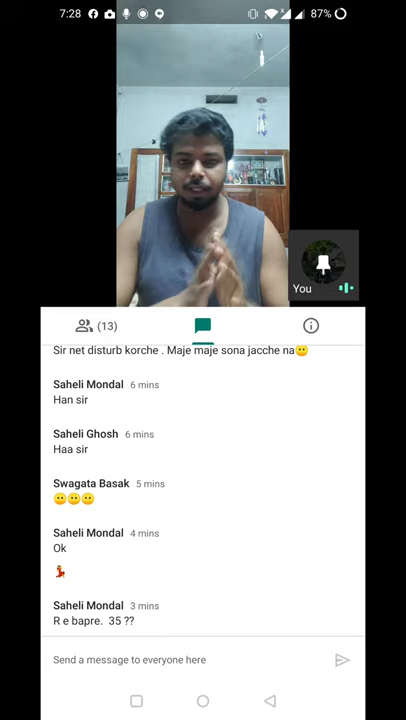 7:28
87%
You
(13)
Sir net disturb korche . Maje maje sona jacche na😶
Saheli Mondal 6 mins
Han sir
Saheli Ghosh 6 mins
Haa sir
Swagata Basak 5 mins
😶😶😶
Saheli Mondal 4 mins
Ok
💃
Saheli Mondal 3 mins
R e bapre. 35 ??
Send a message to everyone here